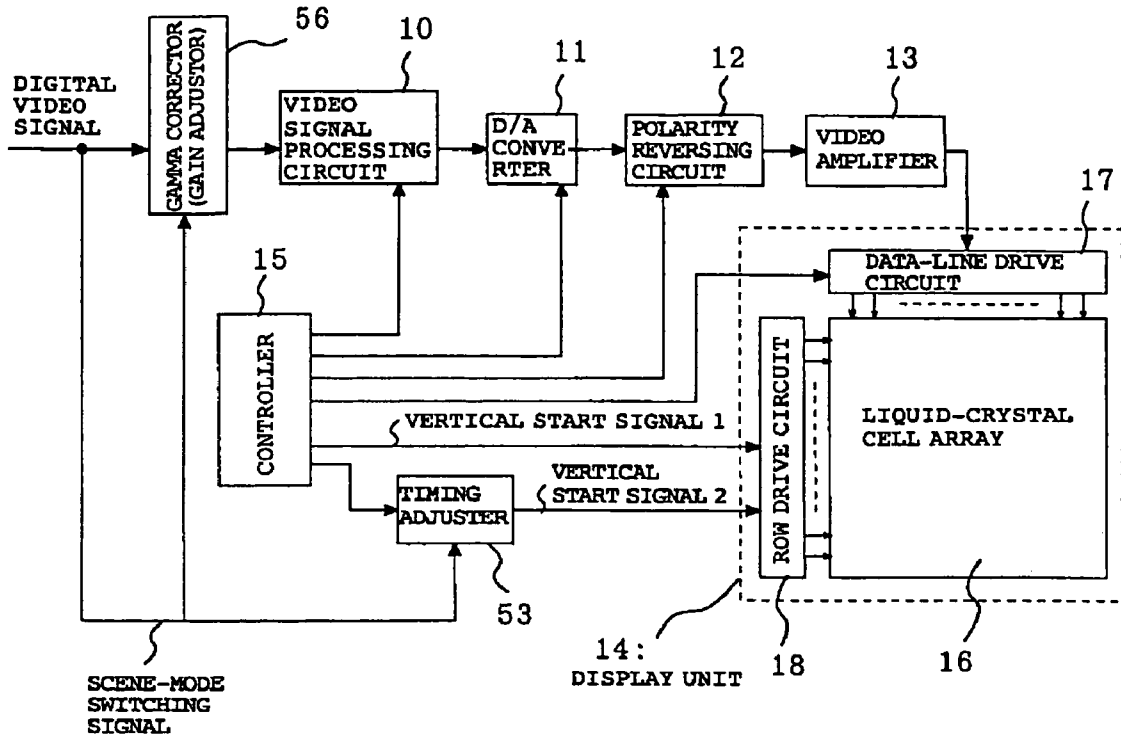 56
10
11
12
13
DIGITAL
VIDEO
SIGNAL
GAMMA CORRECTOR
(GAIN ADJUSTOR)
VIDEO
SIGNAL
PROCESSING
CIRCUIT
D/A
CONVE
RTER
POLARITY
REVERSING
CIRCUIT
VIDEO
AMPLIFIER
17
DATA-LINE DRIVE
CIRCUIT
15
CONTROLLER
VERTICAL START SIGNAL 1
VERTICAL
START SIGNAL 2
TIMING
ADJUSTER
53
ROW DRIVE CIRCUIT
LIQUID-CRYSTAL
CELL ARRAY
14:
DISPLAY UNIT
18
16
SCENE-MODE
SWITCHING
SIGNAL